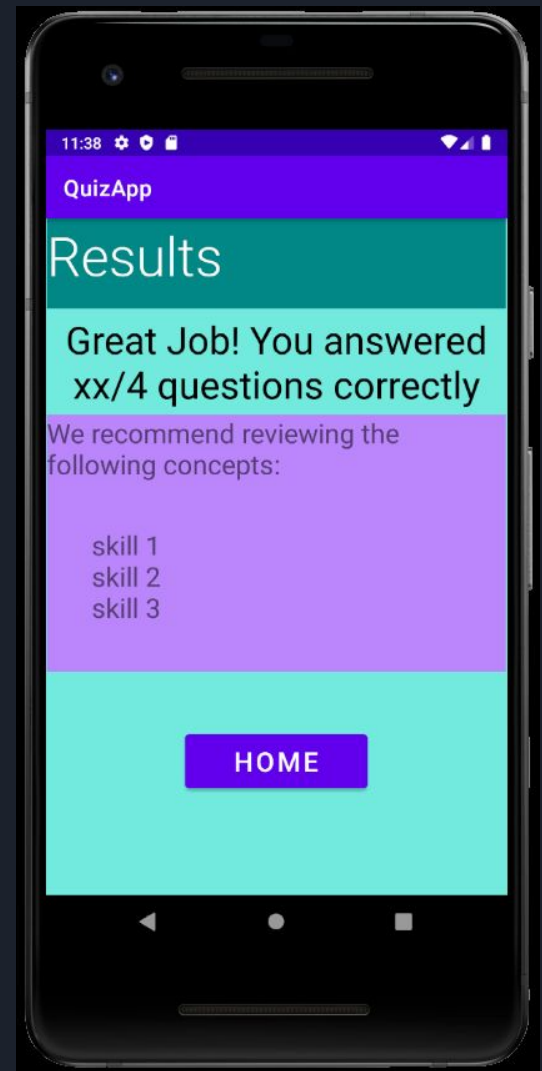 11:38
QuizApp
Results
Great Job! You answered
xx/4 questions correctly
We recommend reviewing the
following concepts:
skill 1
skill 2
skill 3
HOME